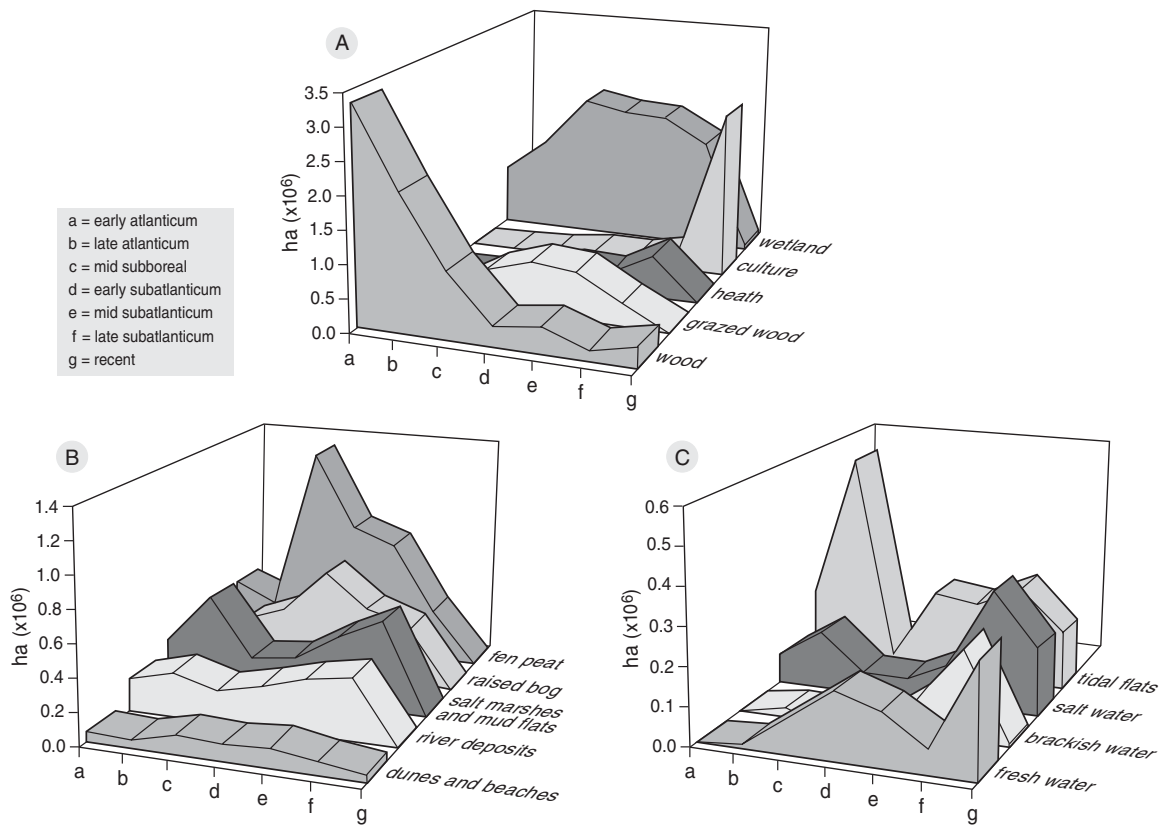 A
3.5
3.0
2.5
2.0
1.5
1.0
0.5
0.0
ha (x10⁶)
a
b
c
d
e
f
g
wetland
culture
heath
grazed wood
wood
a = early atlanticum
b = late atlanticum
c = mid subboreal
d = early subatlanticum
e = mid subatlanticum
f = late subatlanticum
g = recent
B
1.4
1.2
1.0
0.8
0.6
0.4
0.2
0.0
ha (x10⁶)
a
b
c
d
e
f
g
fen peat
raised bog
salt marshes
and mud flats
river deposits
dunes and beaches
C
0.6
0.5
0.4
0.3
0.2
0.1
0.0
ha (x10⁶)
a
b
c
d
e
f
g
tidal flats
salt water
brackish water
fresh water